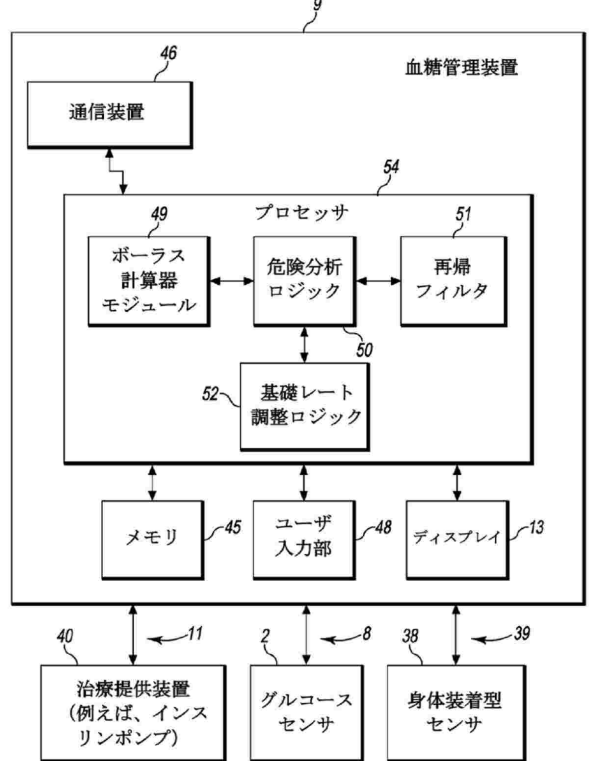 9
血糖管理装置
46
通信装置
54
プロセッサ
49
ボーラス
計算器
モジュール
危険分析
ロジック
50
51
再帰
フィルタ
52
基礎レート
調整ロジック
メモリ
45
ユーザ
入力部
48
ディスプレイ
13
11
8
39
40
治療提供装置
(例えば、インス
リンポンプ)
2
グルコース
センサ
38
身体装着型
センサ